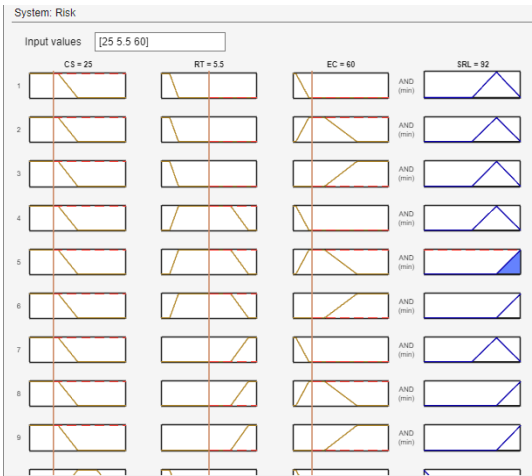 System: Risk
Input values [25 5.5 60]
CS = 25 RT = 5.5 EC = 60 SRL = 92
1 AND (min)
2 AND (min)
3 AND (min)
4 AND (min)
5 AND (min)
6 AND (min)
7 AND (min)
8 AND (min)
9 AND (min)